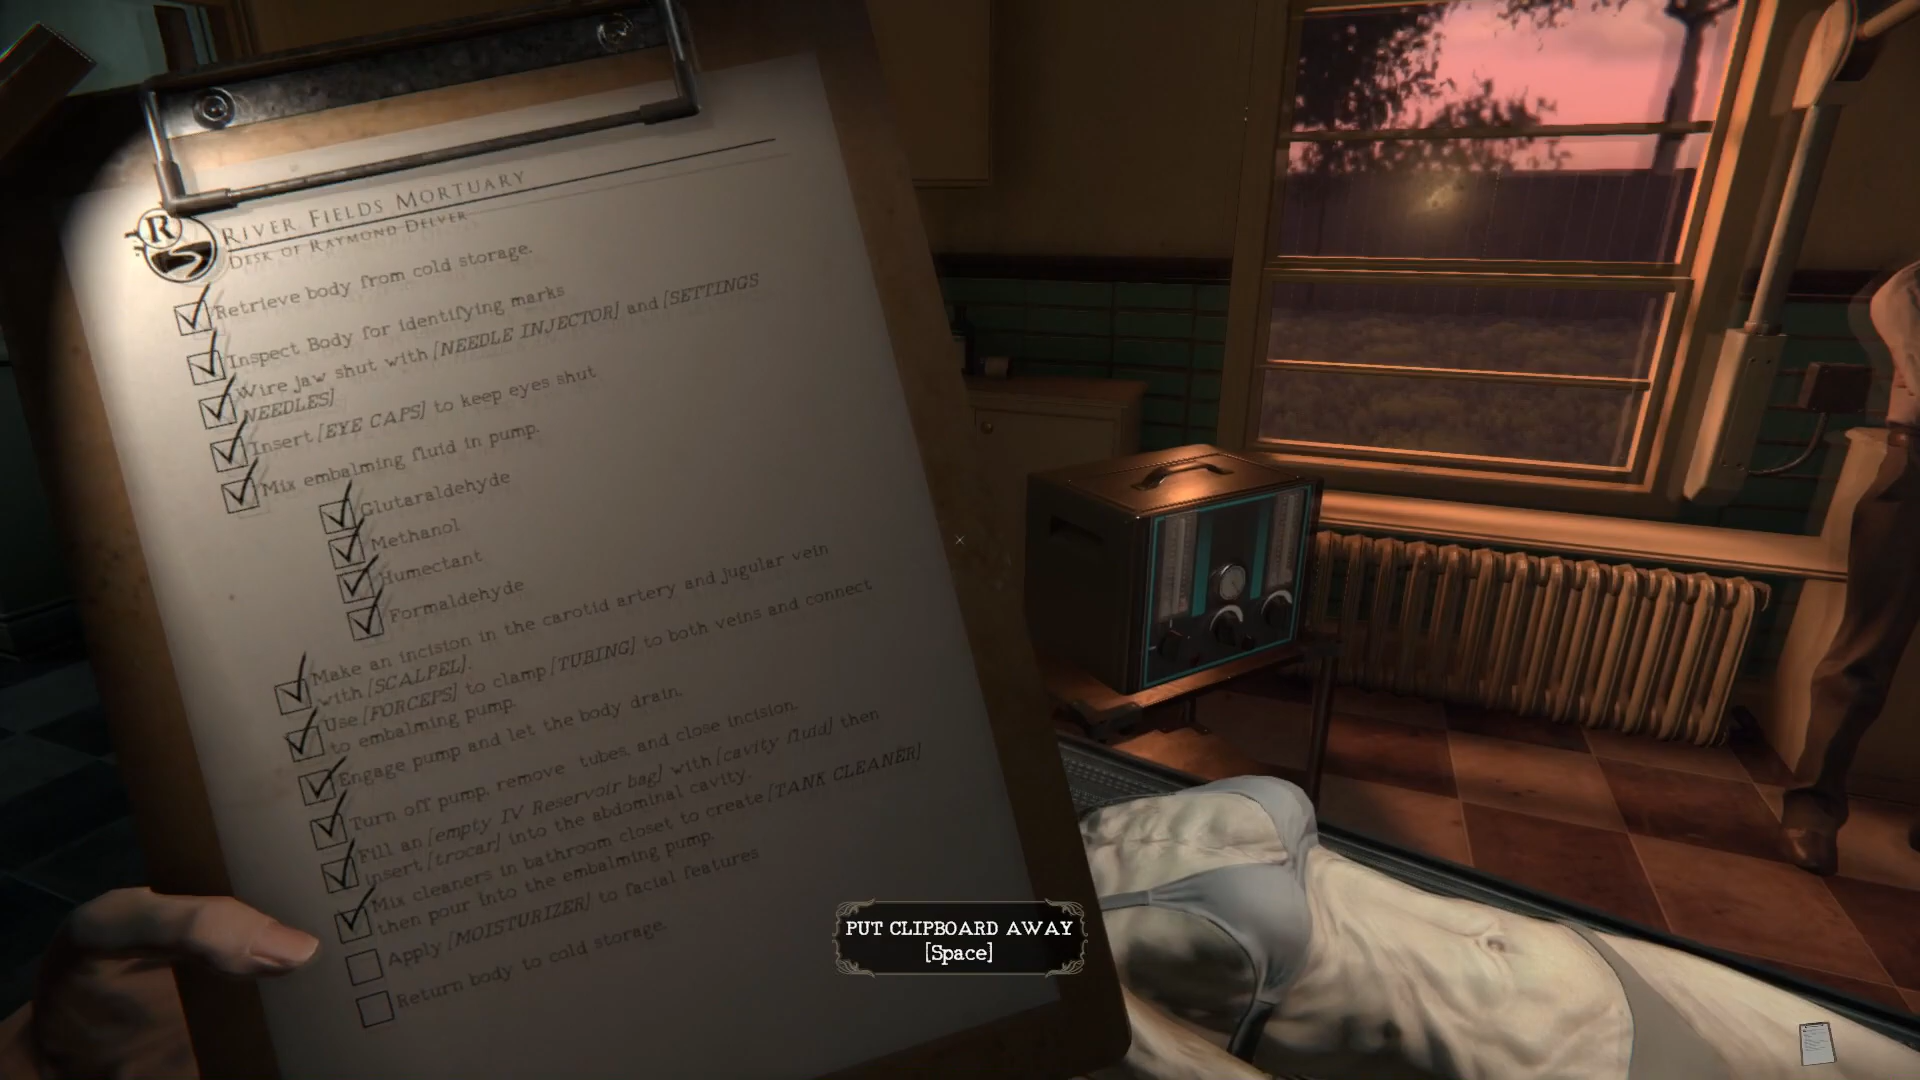 R
RIVER FIELDS MORTUARY
DESK OF RAYMOND DELVER
Retrieve body from cold storage.
Inspect Body for identifying marks
Wire jaw shut with [NEEDLE INJECTOR] and [SETTINGS
NEEDLES]
Insert [EYE CAPS] to keep eyes shut
Mix embalming fluid in pump.
Glutaraldehyde
Methanol
Humectant
Formaldehyde
Make an incision in the carotid artery and jugular vein
with [SCALPEL].
Use [FORCEPS] to clamp [TUBING] to both veins and connect
to embalming pump.
Engage pump and let the body drain.
Turn off pump, remove tubes, and close incision.
Fill an [empty IV Reservoir bag] with [cavity fluid] then
insert [trocar] into the abdominal cavity.
Mix cleaners in bathroom closet to create [TANK CLEANER]
then pour into the embalming pump.
Apply [MOISTURIZER] to facial features
Return body to cold storage.
PUT CLIPBOARD AWAY
[Space]